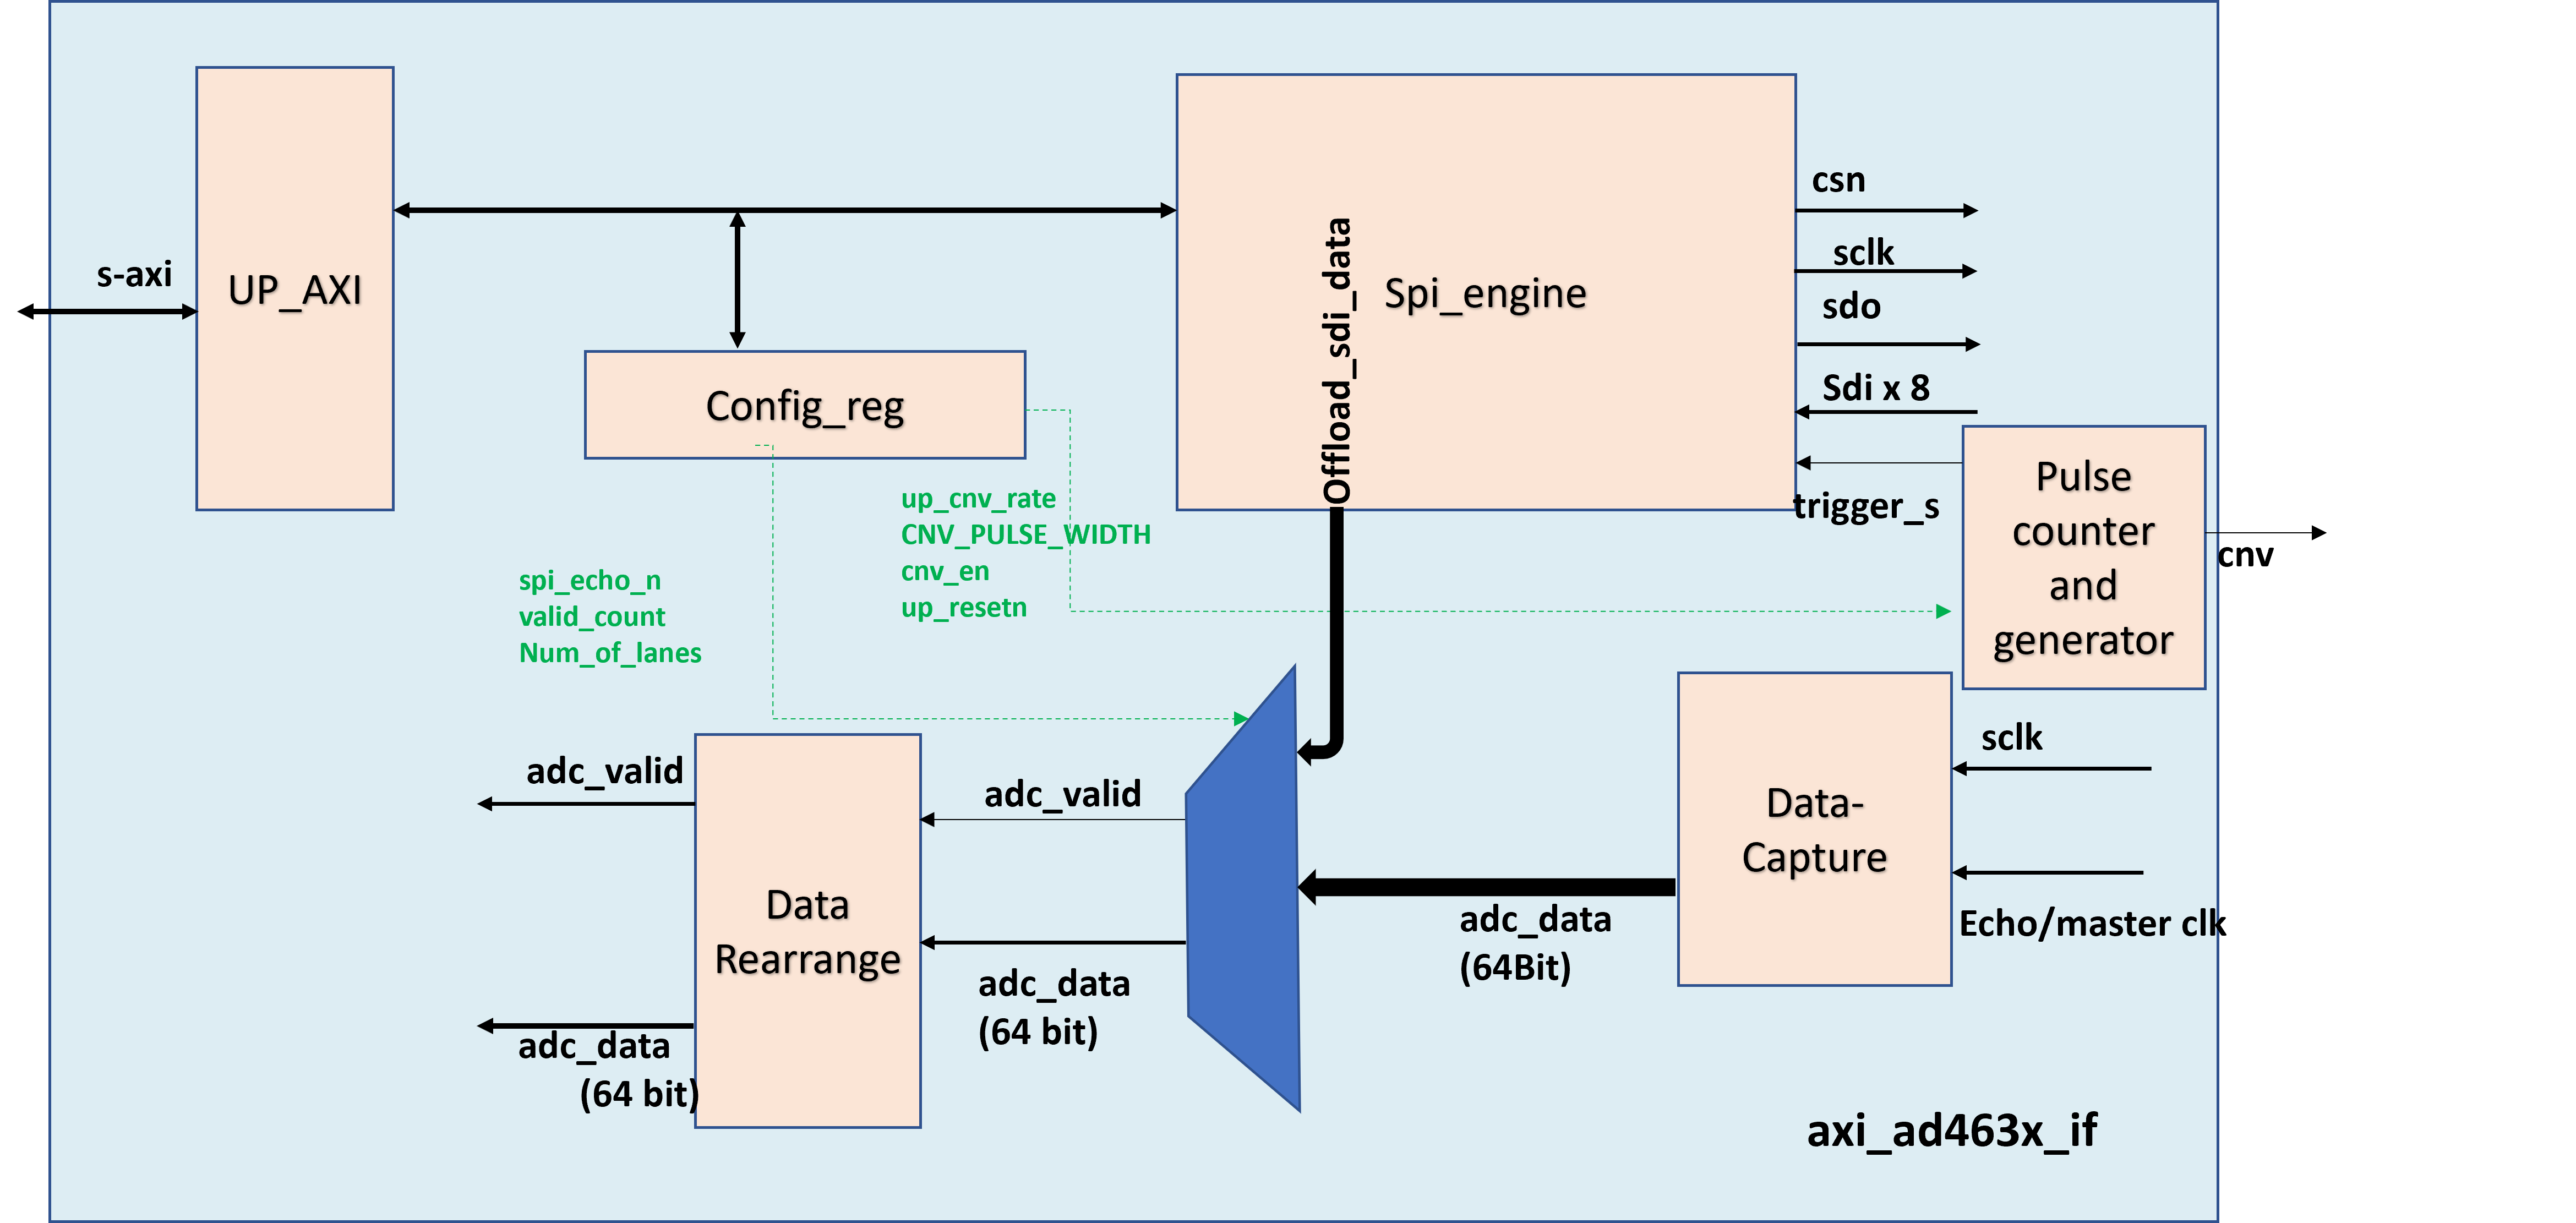 s-axi
UP_AXI
Config_reg
Offload_sdi_data
Spi_engine
csn
sclk
sdo
Sdi x 8
trigger_s
Pulse
counter
and
generator
cnv
up_cnv_rate
CNV_PULSE_WIDTH
cnv_en
up_resetn
spi_echo_n
valid_count
Num_of_lanes
adc_valid
adc_data
(64 bit)
Data
Rearrange
adc_valid
adc_data
(64 bit)
adc_data
(64Bit)
Data-
Capture
sclk
Echo/master clk
axi_ad463x_if